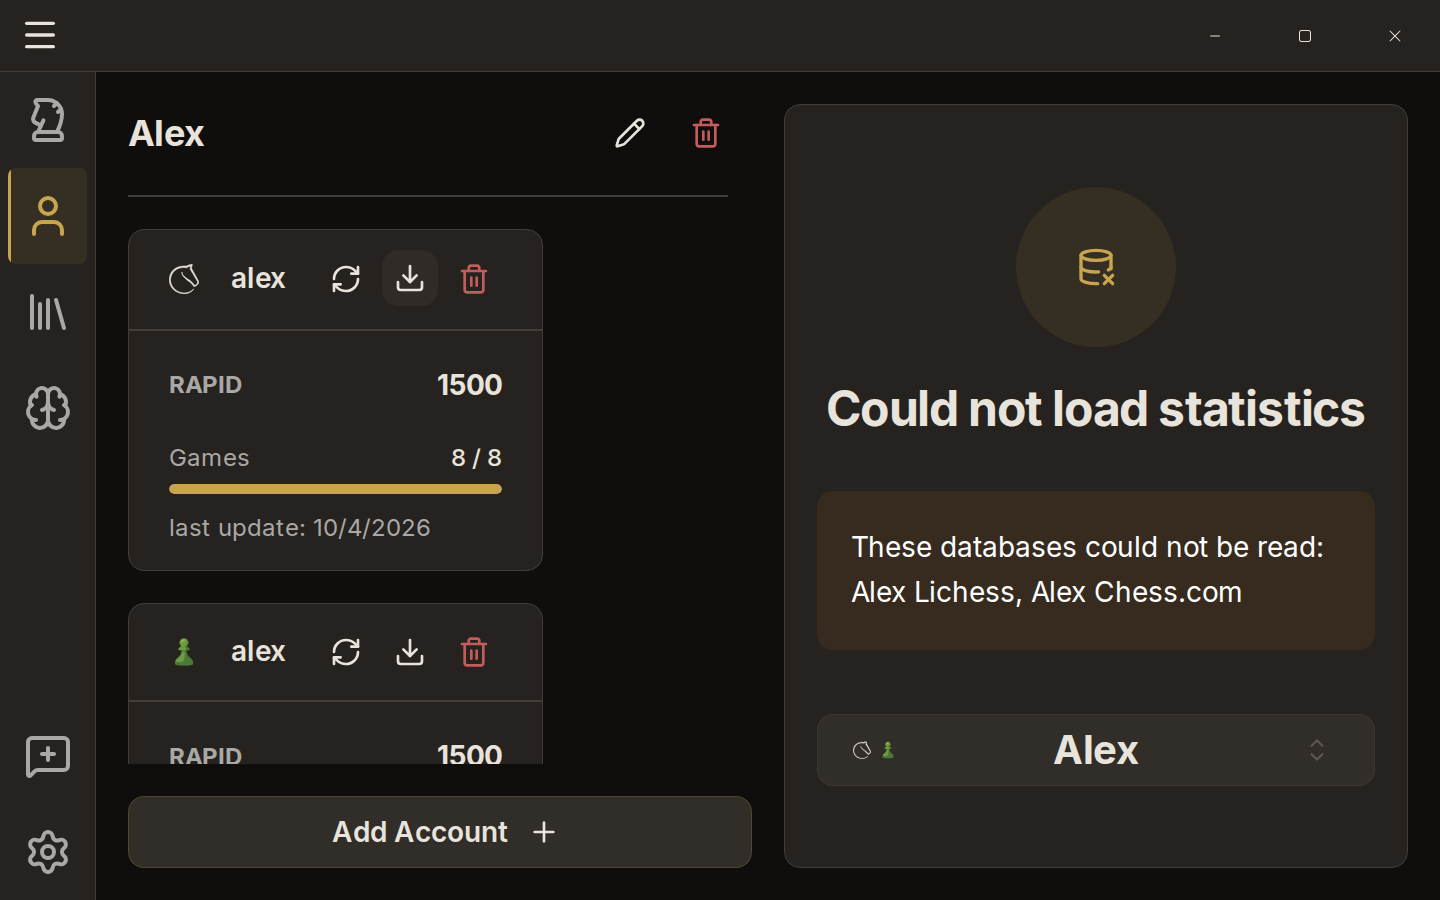 Alex
alex
RAPID 1500
Games 8 / 8
last update: 10/4/2026
alex
RAPID 1500
Add Account
Could not load statistics
These databases could not be read:
Alex Lichess, Alex Chess.com
Alex